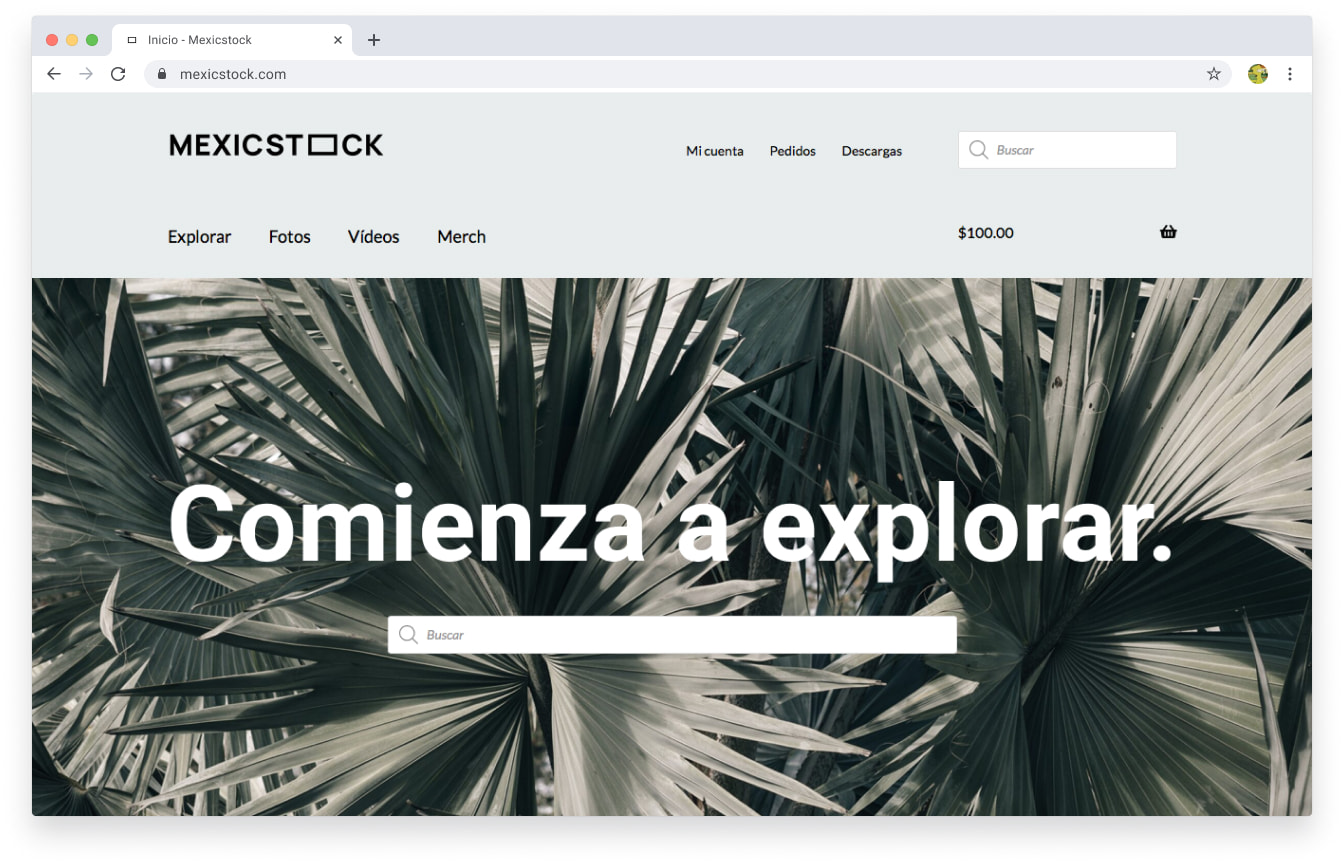 Inicio - Mexicstock
mexicstock.com
MEXICSTOCK
Mi cuenta Pedidos Descargas Buscar
Explorar Fotos Vídeos Merch $100.00
Comienza a explorar.
Buscar